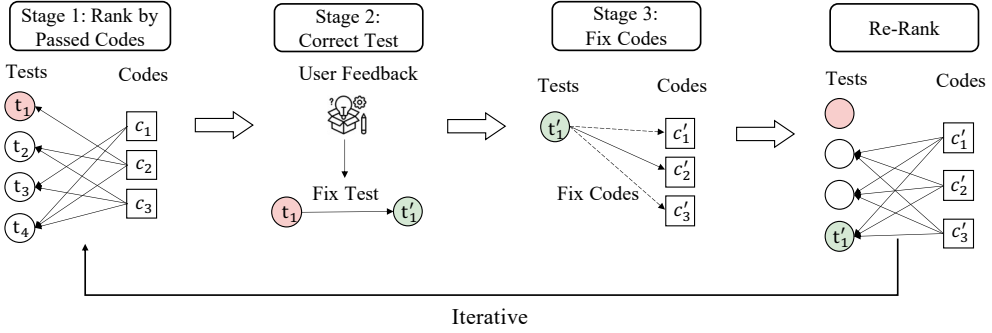 Stage 1: Rank by
Passed Codes
Stage 2:
Correct Test
Stage 3:
Fix Codes
Re-Rank
Tests
Codes
t₁
t₂
t₃
t₄
c₁
c₂
c₃
User Feedback
?
Fix Test
t₁
t₁′
Tests
Codes
t₁′
c₁′
c₂′
c₃′
Fix Codes
Tests
Codes
t₁′
c₁′
c₂′
c₃′
Iterative